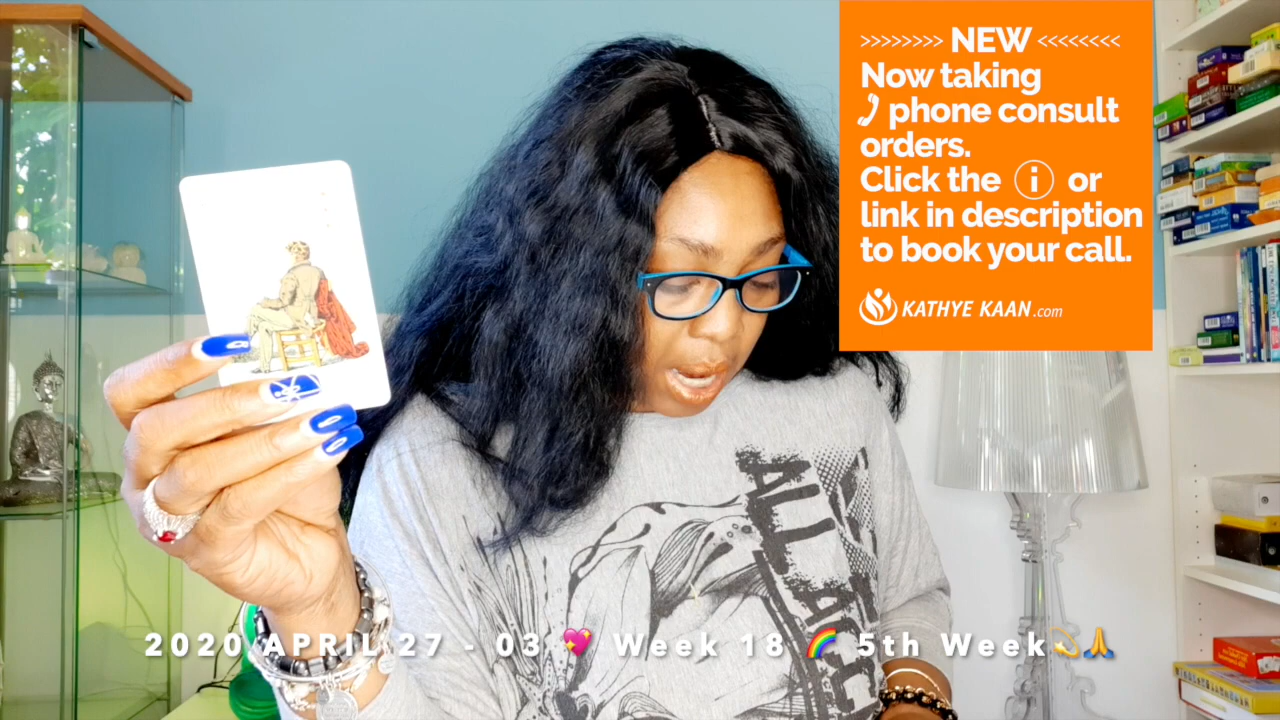 >>>>>>>> NEW <<<<<<<<
Now taking
phone consult
orders.
Click the ⓘ or
link in description
to book your call.
KATHYE KAAN.com
ALL ACC
2020 APRIL 27 - 03 💖 Week 18 🌈 5th Week💫🙏